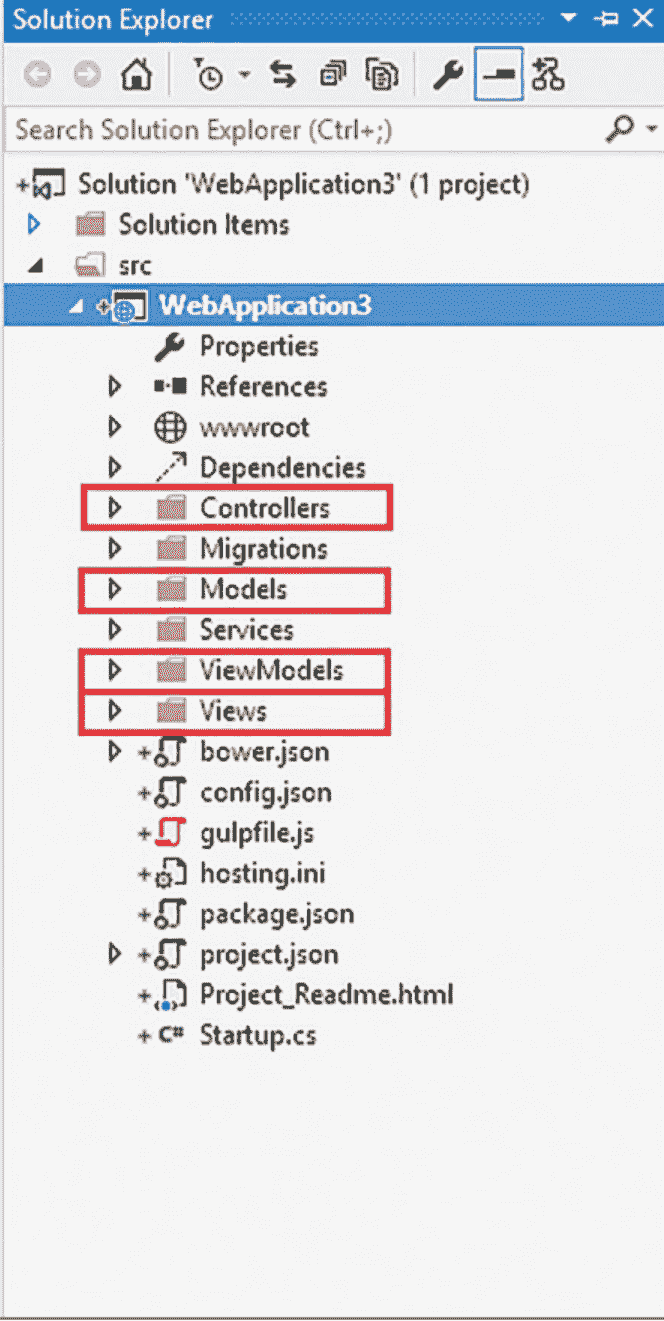 Solution Explorer
Search Solution Explorer (Ctrl+;)
Solution 'WebApplication3' (1 project)
Solution Items
src
WebApplication3
Properties
References
wwwroot
Dependencies
Controllers
Migrations
Models
Services
ViewModels
Views
bower.json
config.json
gulpfile.js
hosting.ini
package.json
project.json
Project_Readme.html
C# Startup.cs